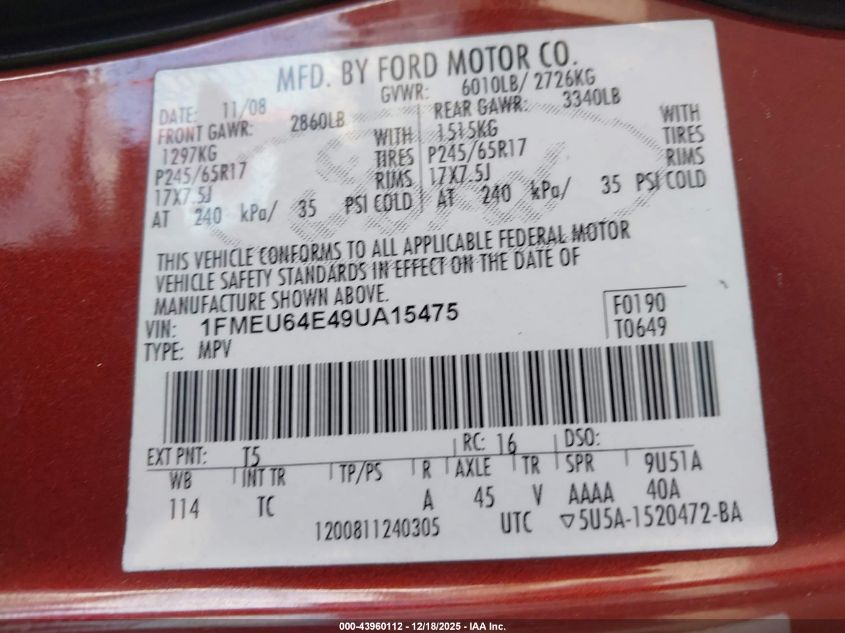 MFD. BY FORD MOTOR CO.
DATE: 11/08 GVWR: 6010LB/ 2726KG
FRONT GAWR: 2860LB REAR GAWR: 3340LB
1297KG WITH 1515KG WITH
P245/65R17 TIRES P245/65R17 TIRES
17X7.5J RIMS 17X7.5J RIMS
AT 240 kPa/ 35 PSI COLD AT 240 kPa/ 35 PSI COLD
THIS VEHICLE CONFORMS TO ALL APPLICABLE FEDERAL MOTOR
VEHICLE SAFETY STANDARDS IN EFFECT ON THE DATE OF
MANUFACTURE SHOWN ABOVE.
VIN: 1FMEU64E49UA15475 F0190
TYPE: MPV T0649
EXT PNT: T5 RC: 16 DSO:
WB INT TR TP/PS R AXLE TR SPR 9U51A
114 TC A 45 V AAAA 40A
1200811240305 UTC ▽5U5A-1520472-BA
000-43960112 - 12/18/2025 - IAA Inc.